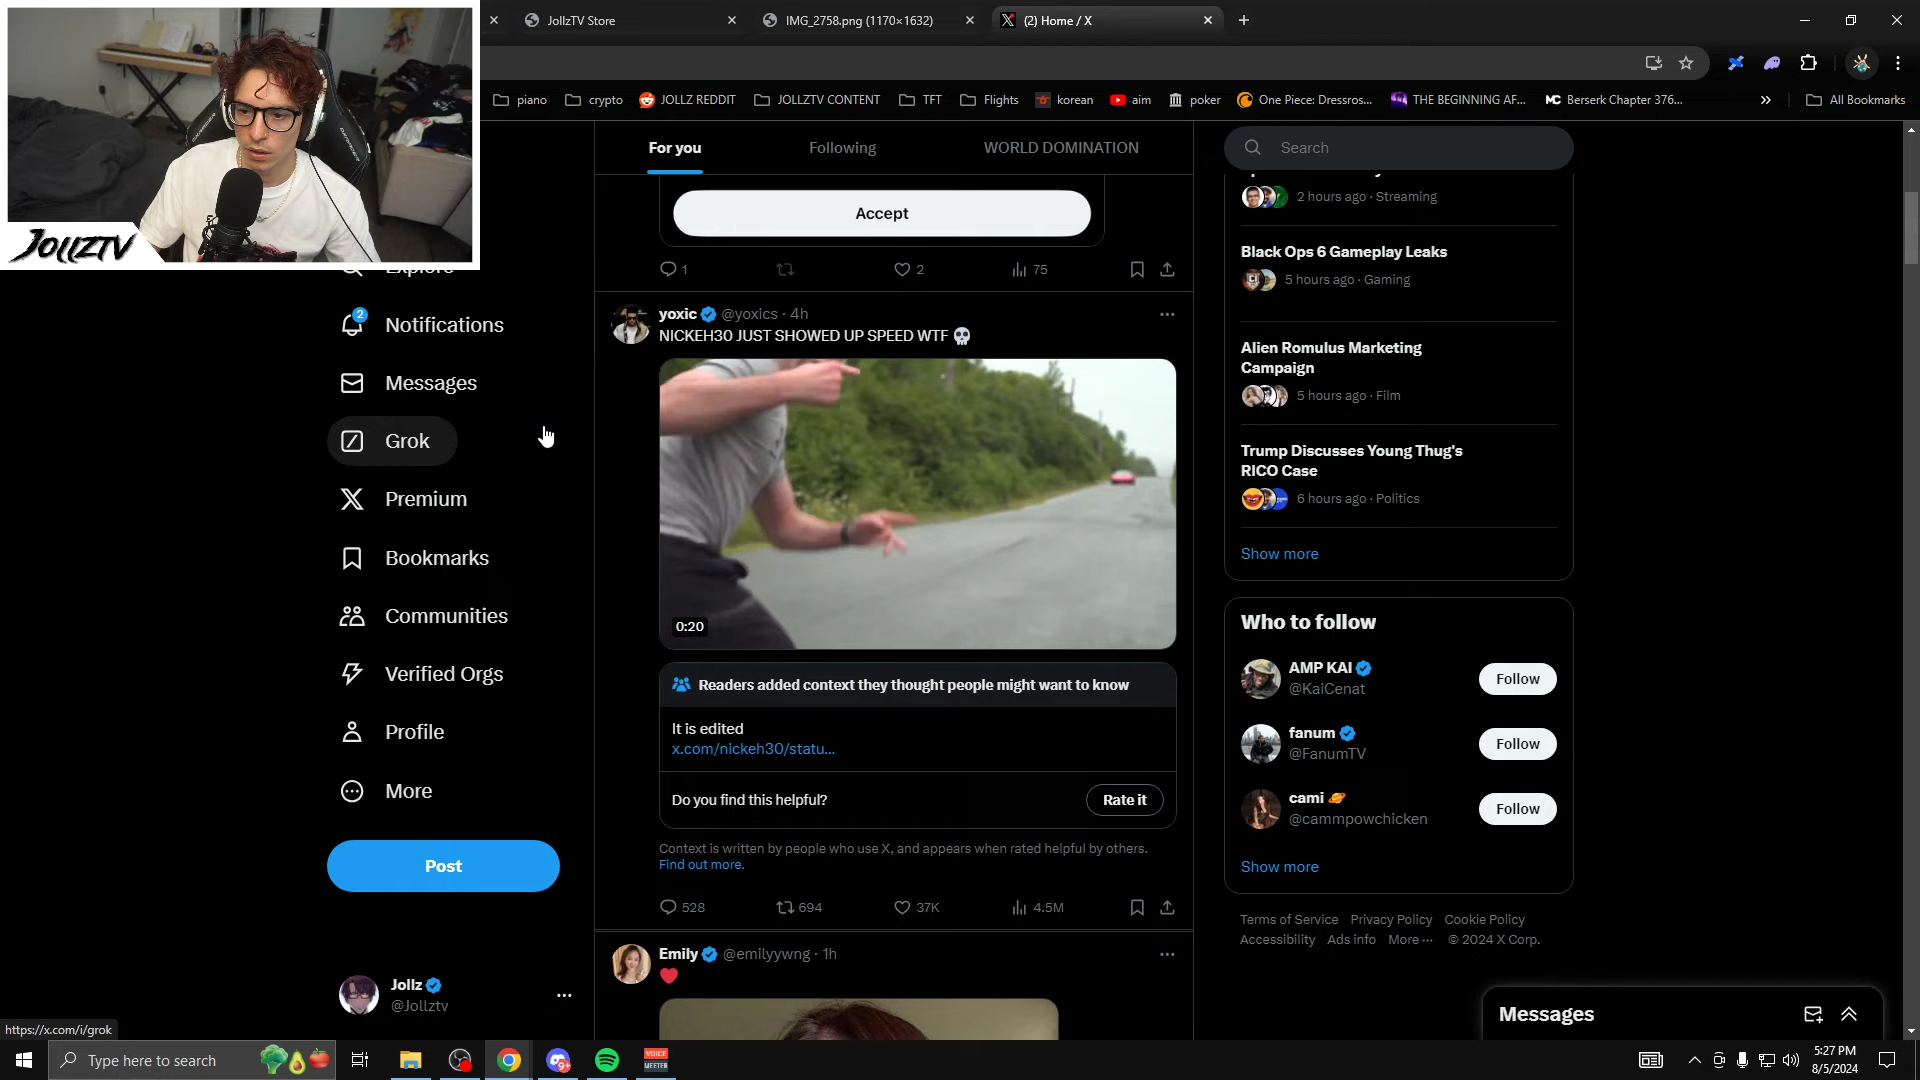 JollzTV Store
IMG_2758.png (1170×1632)
(2) Home / X
piano
crypto
JOLLZ REDDIT
JOLLZTV CONTENT
TFT
Flights
korean
aim
poker
One Piece: Dressros...
THE BEGINNING AF...
MC Berserk Chapter 376...
All Bookmarks
JOLLZTV
Explore
2
Notifications
Messages
Grok
Premium
Bookmarks
Communities
Verified Orgs
Profile
More
Post
Jollz
@Jollztv
https://x.com/i/grok
For you
Following
WORLD DOMINATION
Accept
1
2
75
yoxic @yoxics · 4h
NICKEH30 JUST SHOWED UP SPEED WTF 💀
0:20
Readers added context they thought people might want to know
It is edited
x.com/nickeh30/statu...
Do you find this helpful?
Rate it
Context is written by people who use X, and appears when rated helpful by others.
Find out more.
528
694
37K
4.5M
Emily @emilyywng · 1h
❤️
Search
2 hours ago · Streaming
Black Ops 6 Gameplay Leaks
5 hours ago · Gaming
Alien Romulus Marketing
Campaign
5 hours ago · Film
Trump Discusses Young Thug's
RICO Case
6 hours ago · Politics
Show more
Who to follow
AMP KAI
@KaiCenat
Follow
fanum
@FanumTV
Follow
cami 🪐
@cammpowchicken
Follow
Show more
Terms of Service Privacy Policy Cookie Policy
Accessibility Ads info More ··· © 2024 X Corp.
Messages
Type here to search
9+
VOICE
MEETER
5:27 PM
8/5/2024